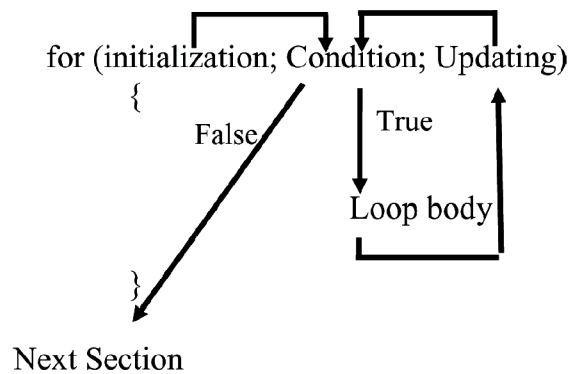 for (initialization; Condition; Updating)
{
False
True
Loop body
}
Next Section